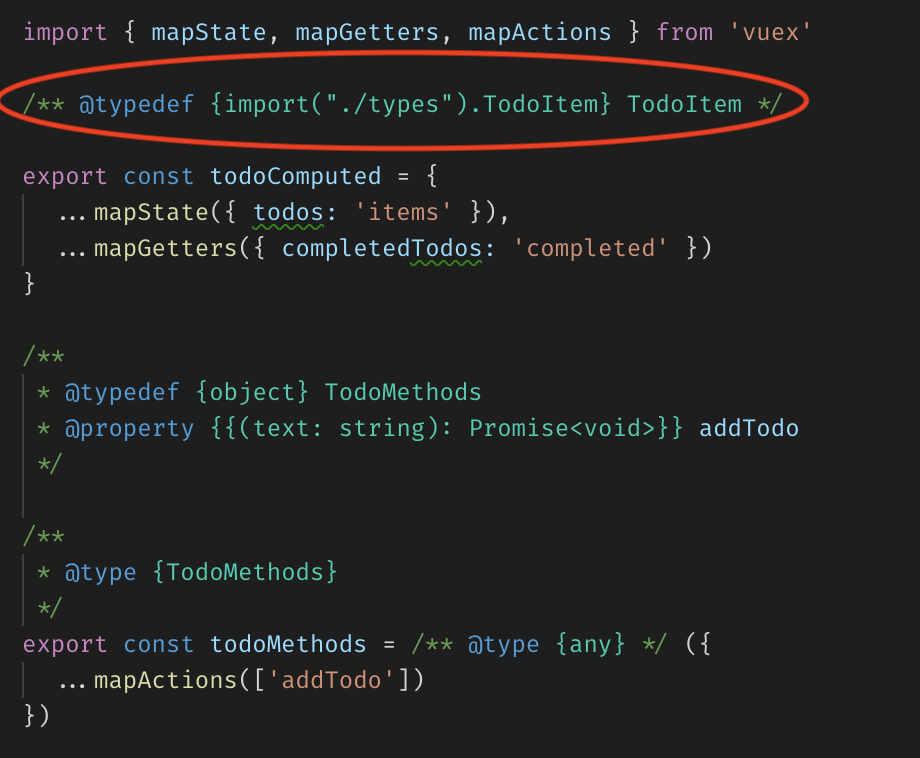 import { mapState, mapGetters, mapActions } from 'vuex'
/** @typedef {import("./types").TodoItem} TodoItem */
export const todoComputed = {
...mapState({ todos: 'items' }),
...mapGetters({ completedTodos: 'completed' })
}
/**
* @typedef {object} TodoMethods
* @property {{(text: string): Promise<void>}} addTodo
*/
/**
* @type {TodoMethods}
*/
export const todoMethods = /** @type {any} */ ({
...mapActions(['addTodo'])
})